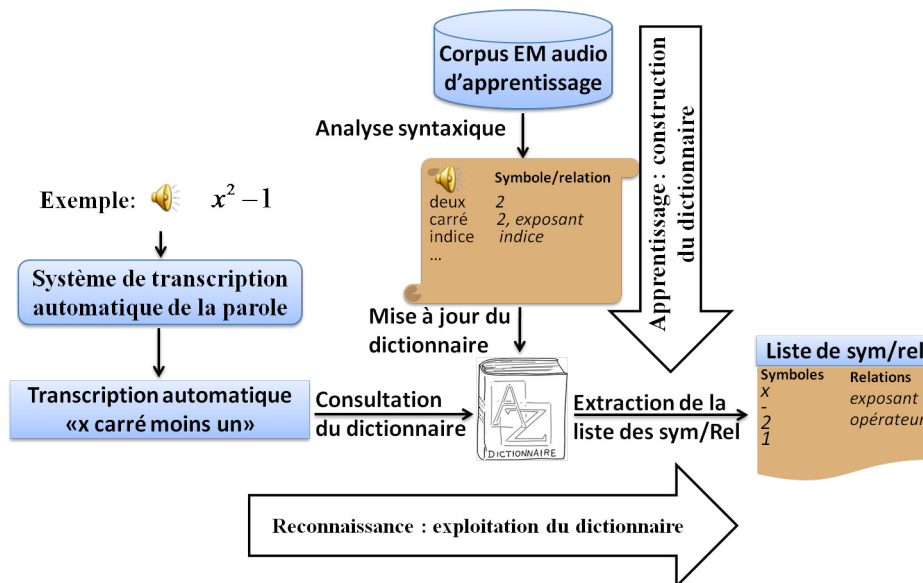 Corpus EM audio
d'apprentissage
Analyse syntaxique
Apprentissage : construction
du dictionnaire
Symbole/relation
deux 2
carré 2, exposant
indice indice
...
Exemple: x² – 1
Système de transcription
automatique de la parole
Mise à jour du
dictionnaire
Transcription automatique
«x carré moins un»
Consultation
du dictionnaire
A
Z
DICTIONNAIRE
Extraction de la
liste des sym/Rel
Liste de sym/rel
Symboles Relations
x exposant
- opérateur
2
1
Reconnaissance : exploitation du dictionnaire